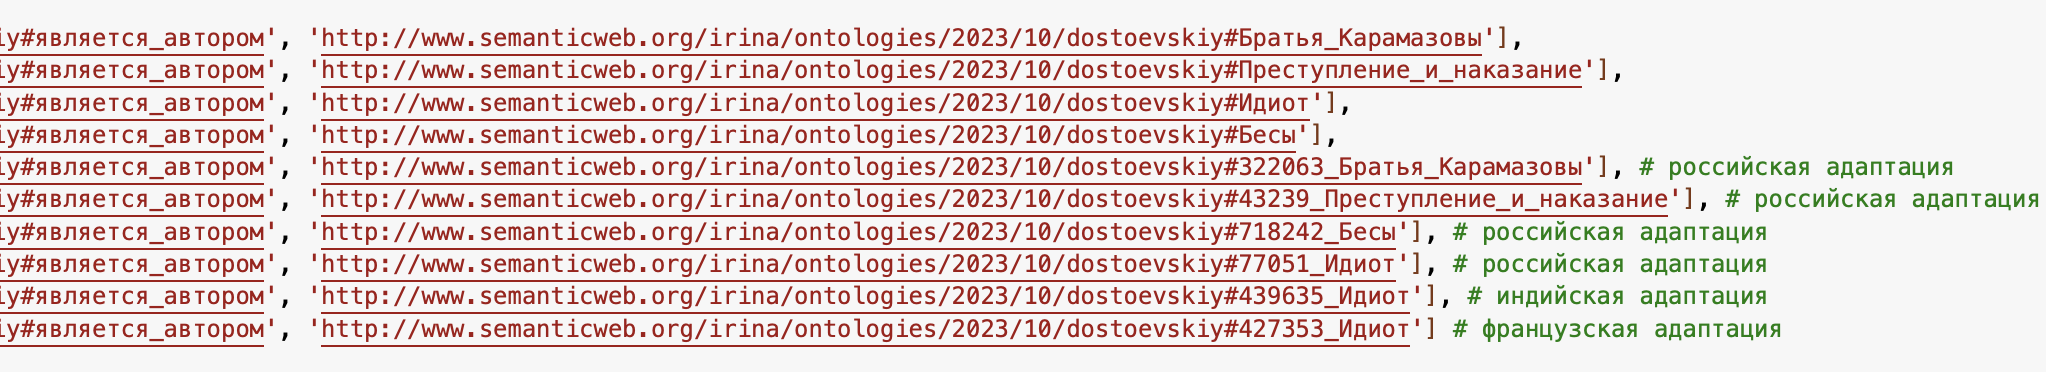 iy#является_автором', 'http://www.semanticweb.org/irina/ontologies/2023/10/dostoevskiy#Братья_Карамазовы'],
iy#является_автором', 'http://www.semanticweb.org/irina/ontologies/2023/10/dostoevskiy#Преступление_и_наказание'],
iy#является_автором', 'http://www.semanticweb.org/irina/ontologies/2023/10/dostoevskiy#Идиот'],
iy#является_автором', 'http://www.semanticweb.org/irina/ontologies/2023/10/dostoevskiy#Бесы'],
iy#является_автором', 'http://www.semanticweb.org/irina/ontologies/2023/10/dostoevskiy#322063_Братья_Карамазовы'], # российская адаптация
iy#является_автором', 'http://www.semanticweb.org/irina/ontologies/2023/10/dostoevskiy#43239_Преступление_и_наказание'], # российская адаптация
iy#является_автором', 'http://www.semanticweb.org/irina/ontologies/2023/10/dostoevskiy#718242_Бесы'], # российская адаптация
iy#является_автором', 'http://www.semanticweb.org/irina/ontologies/2023/10/dostoevskiy#77051_Идиот'], # российская адаптация
iy#является_автором', 'http://www.semanticweb.org/irina/ontologies/2023/10/dostoevskiy#439635_Идиот'], # индийская адаптация
iy#является_автором', 'http://www.semanticweb.org/irina/ontologies/2023/10/dostoevskiy#427353_Идиот'] # французская адаптация